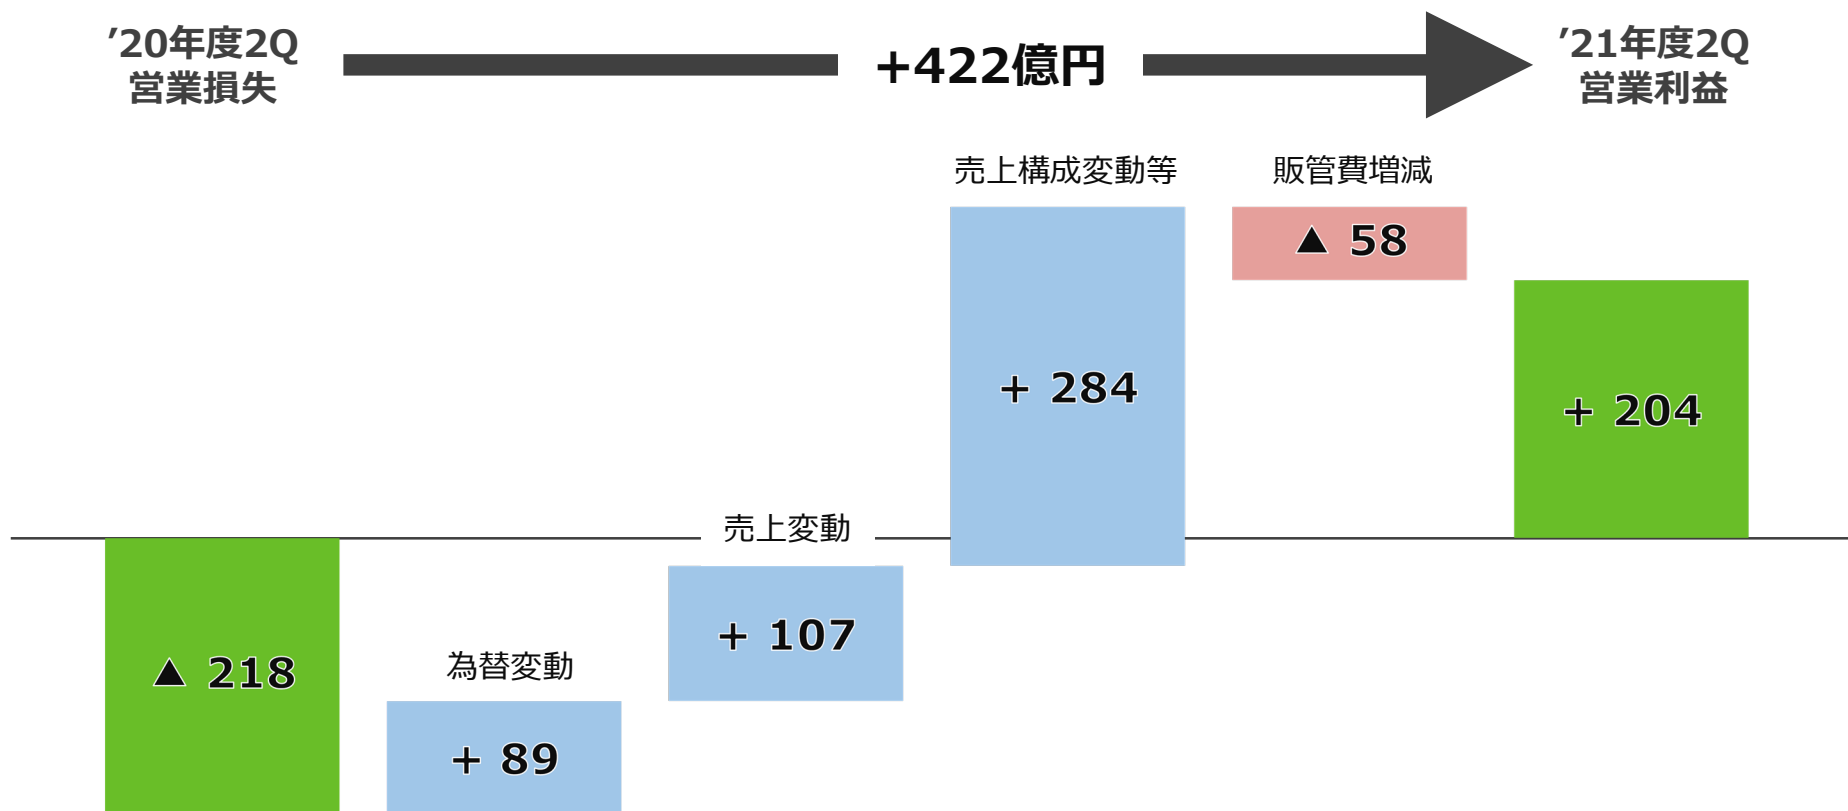 ’20年度2Q
営業損失
+422億円
’21年度2Q
営業利益
売上構成変動等
販管費増減
▲ 58
+ 284
+ 204
売上変動
+ 107
▲ 218
為替変動
+ 89